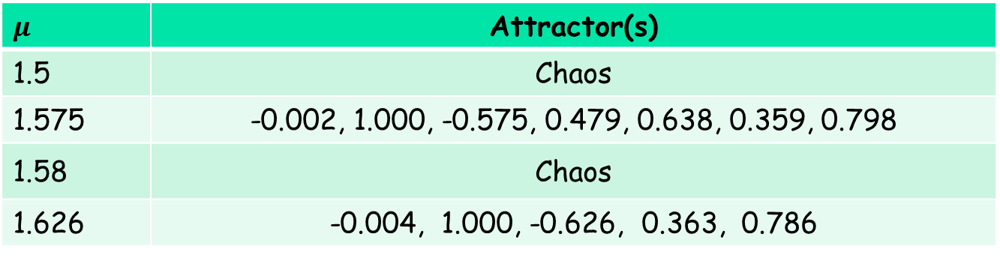 μ Attractor(s)
1.5 Chaos
1.575 -0.002, 1.000, -0.575, 0.479, 0.638, 0.359, 0.798
1.58 Chaos
1.626 -0.004, 1.000, -0.626, 0.363, 0.786